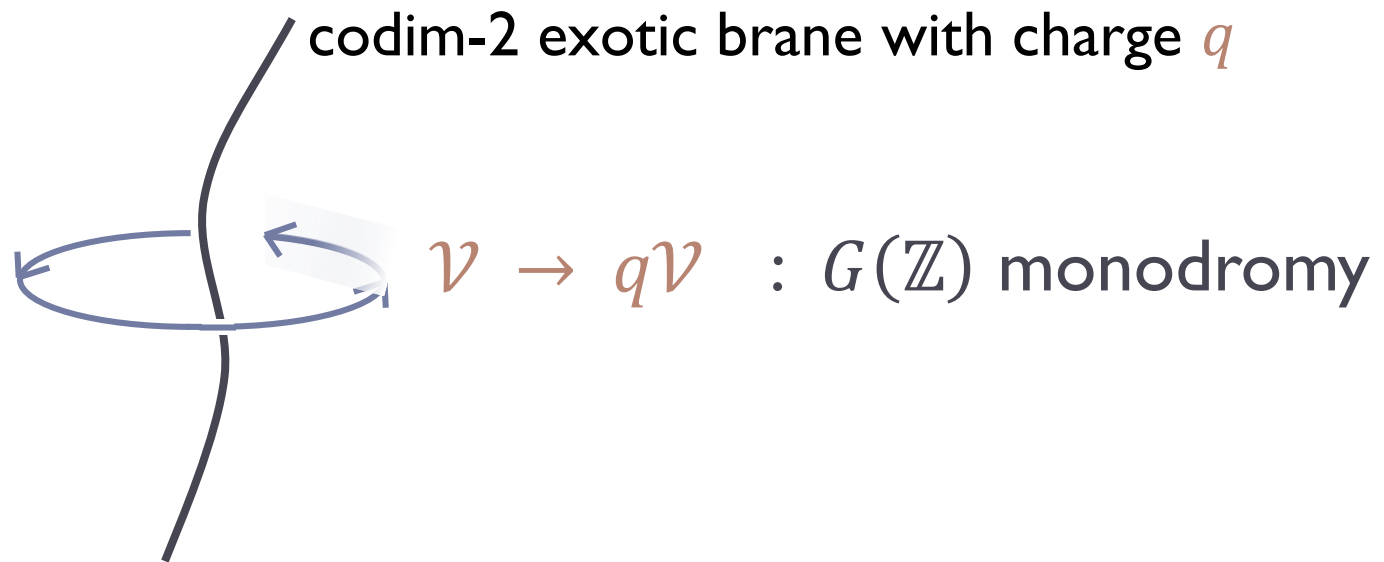 codim-2 exotic brane with charge q
𝒱 → q𝒱 : G(ℤ) monodromy